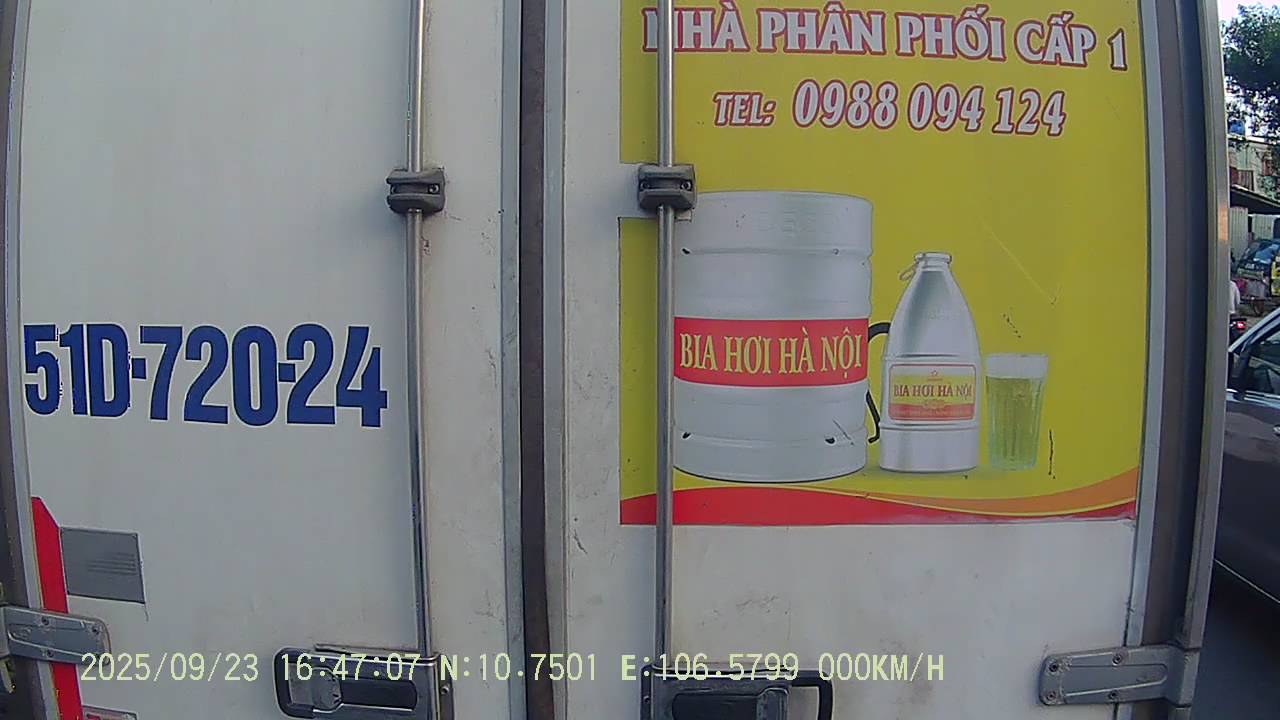 NHÀ PHÂN PHỐI CẤP 1
TEL: 0988 094 124
51D-720-24
BIA HƠI HÀ NỘI
BIA HƠI HÀ NỘI
2025/09/23 16:47:07 N:10.7501 E:106.5799 000KM/H